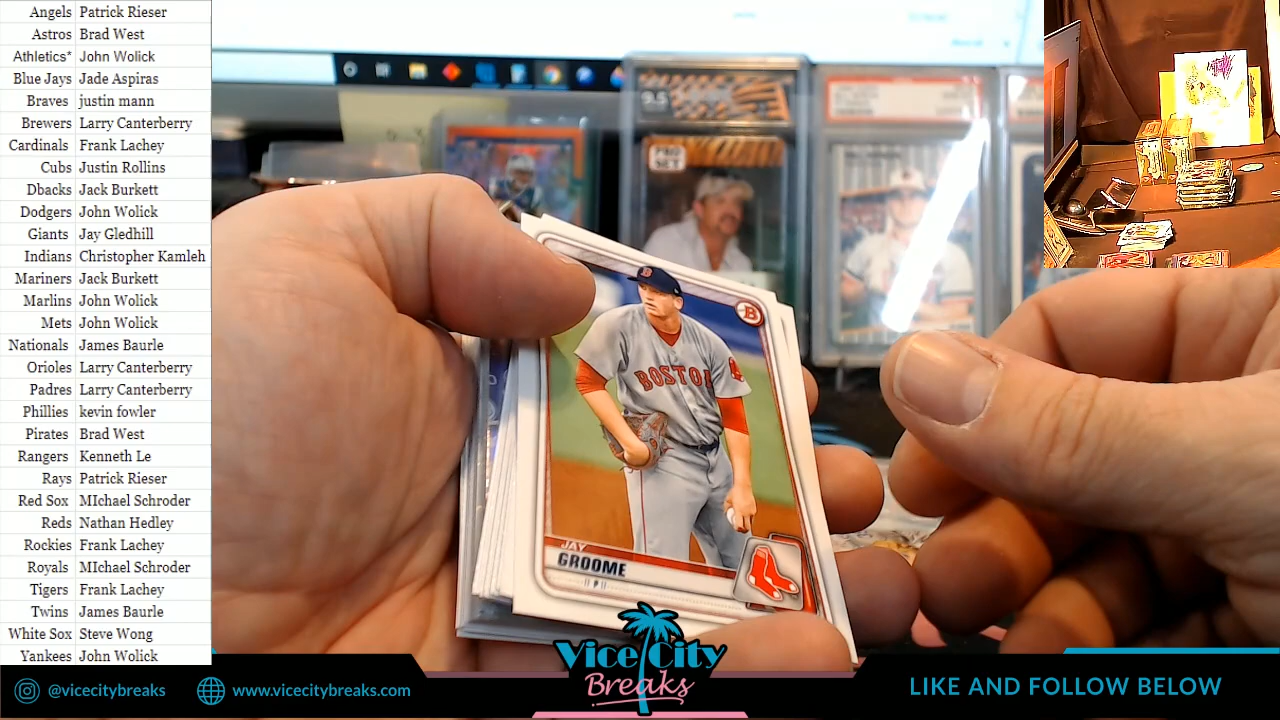 Angels Patrick Rieser
Astros Brad West
Athletics* John Wolick
Blue Jays Jade Aspiras
Braves justin mann
Brewers Larry Canterberry
Cardinals Frank Lachey
Cubs Justin Rollins
Dbacks Jack Burkett
Dodgers John Wolick
Giants Jay Gledhill
Indians Christopher Kamleh
Mariners Jack Burkett
Marlins John Wolick
Mets John Wolick
Nationals James Baurle
Orioles Larry Canterberry
Padres Larry Canterberry
Phillies kevin fowler
Pirates Brad West
Rangers Kenneth Le
Rays Patrick Rieser
Red Sox MIchael Schroder
Reds Nathan Hedley
Rockies Frank Lachey
Royals MIchael Schroder
Tigers Frank Lachey
Twins James Baurle
White Sox Steve Wong
Yankees John Wolick
9.5
PRO
SET
B
B
BOSTON
JAY
GROOME
P
Vice City
Breaks
@vicecitybreaks
www.vicecitybreaks.com
LIKE AND FOLLOW BELOW